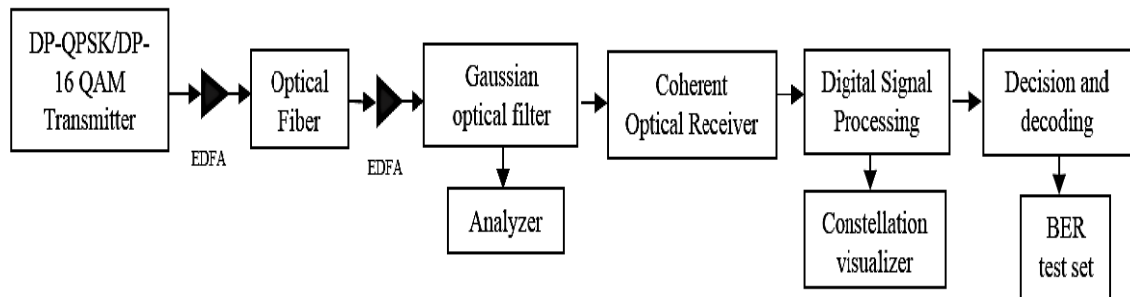 DP-QPSK/DP-
16 QAM
Transmitter
EDFA
Optical
Fiber
EDFA
Gaussian
optical filter
Analyzer
Coherent
Optical Receiver
Digital Signal
Processing
Constellation
visualizer
Decision and
decoding
BER
test set